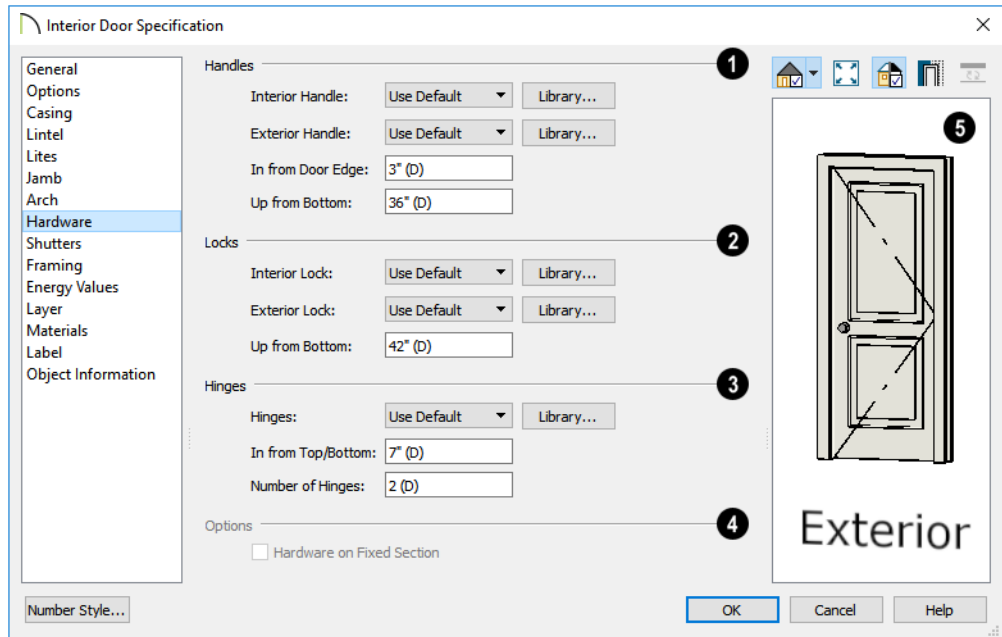 Interior Door Specification
General
Options
Casing
Lintel
Lites
Jamb
Arch
Hardware
Shutters
Framing
Energy Values
Layer
Materials
Label
Object Information
Handles 1
Interior Handle: Use Default Library...
Exterior Handle: Use Default Library...
In from Door Edge: 3" (D)
Up from Bottom: 36" (D)
Locks 2
Interior Lock: Use Default Library...
Exterior Lock: Use Default Library...
Up from Bottom: 42" (D)
Hinges 3
Hinges: Use Default Library...
In from Top/Bottom: 7" (D)
Number of Hinges: 2 (D)
Options 4
Hardware on Fixed Section
5
Exterior
Number Style... OK Cancel Help